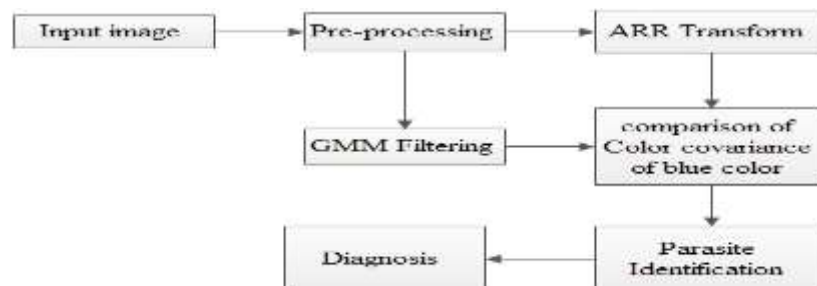 Input image
Pre-processing
ARR Transform
GMM Filtering
comparison of
Color covariance
of blue color
Parasite
Identification
Diagnosis